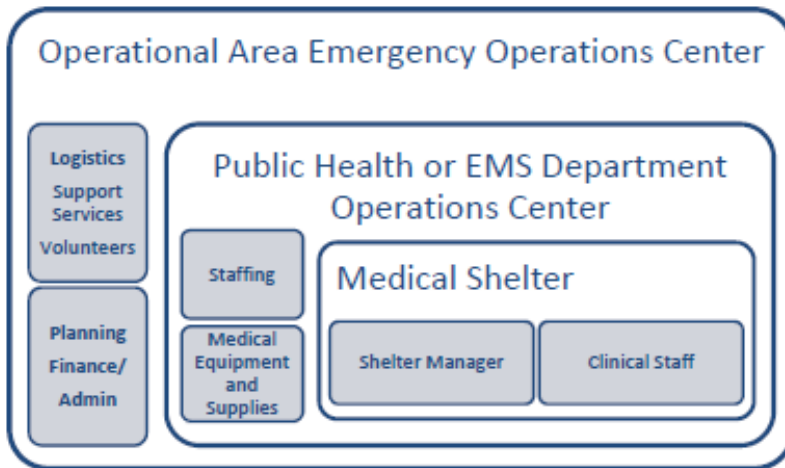 Operational Area Emergency Operations Center
Logistics
Support
Services
Volunteers
Planning
Finance/
Admin
Public Health or EMS Department
Operations Center
Staffing
Medical
Equipment
and
Supplies
Medical Shelter
Shelter Manager
Clinical Staff